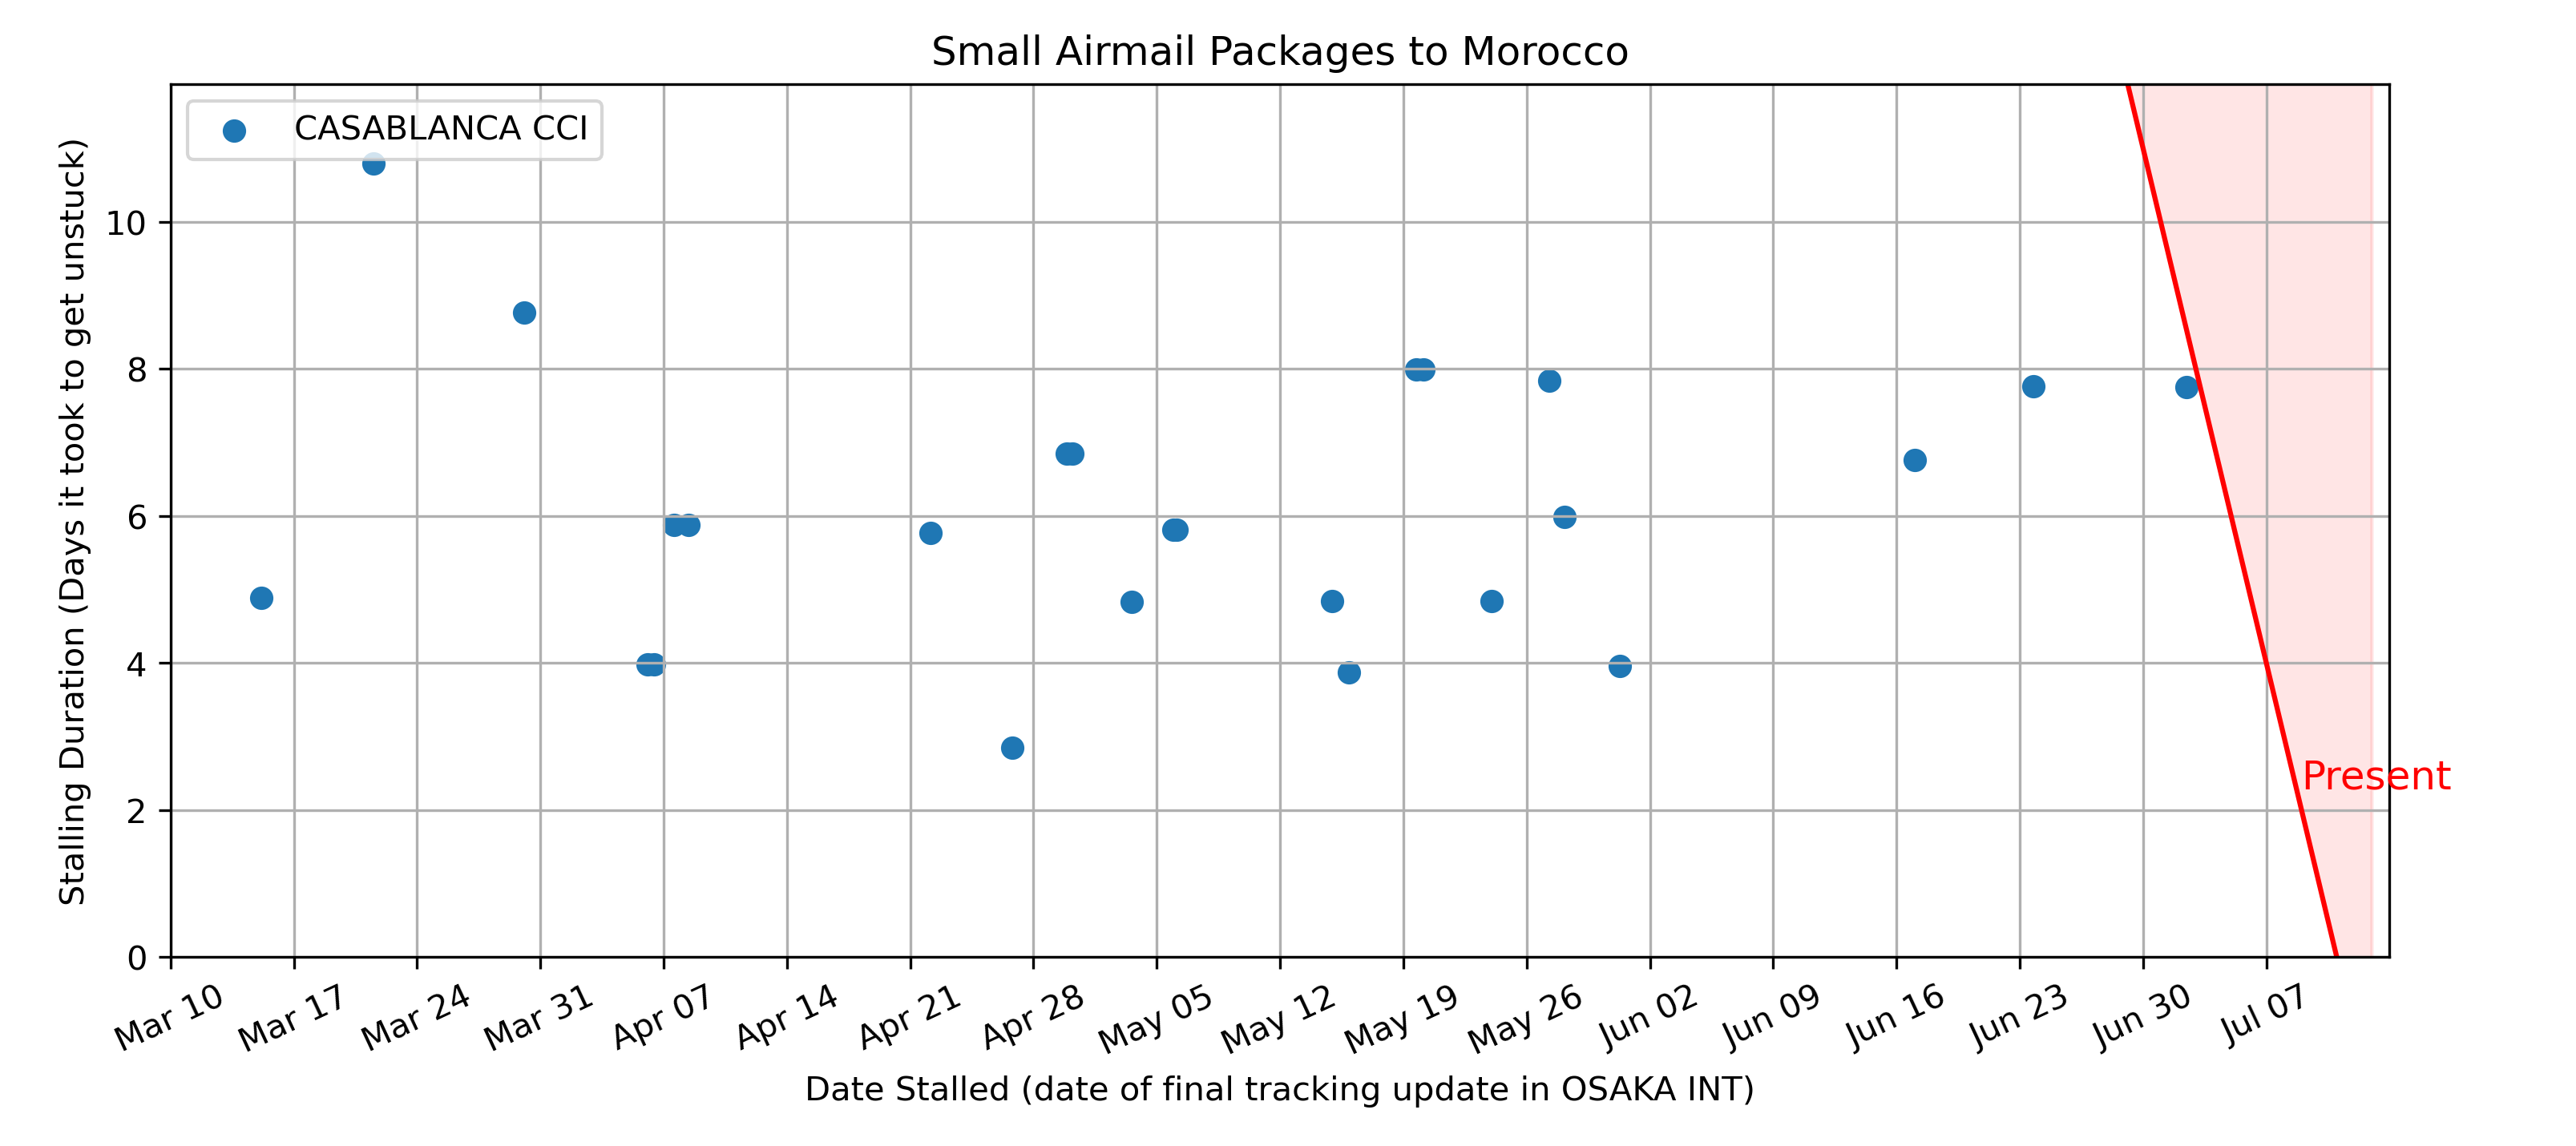 Small Airmail Packages to Morocco
CASABLANCA CCI
Stalling Duration (Days it took to get unstuck)
10
8
6
4
2
0
Present
Mar 10
Mar 17
Mar 24
Mar 31
Apr 07
Apr 14
Apr 21
Apr 28
May 05
May 12
May 19
May 26
Jun 02
Jun 09
Jun 16
Jun 23
Jun 30
Jul 07
Date Stalled (date of final tracking update in OSAKA INT)